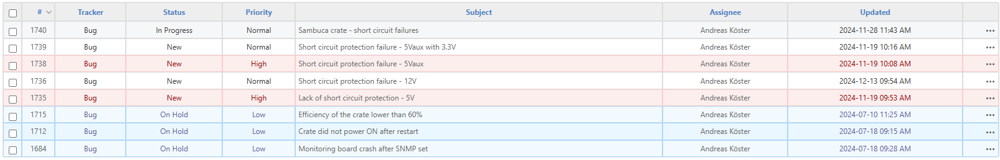 # Tracker Status Priority Subject Assignee Updated
1740 Bug In Progress Normal Sambuca crate - short circuit failures Andreas Köster 2024-11-28 11:43 AM
1739 Bug New Normal Short circuit protection failure - 5Vaux with 3.3V Andreas Köster 2024-11-19 10:16 AM
1738 Bug New High Short circuit protection failure - 5Vaux Andreas Köster 2024-11-19 10:08 AM
1736 Bug New Normal Short circuit protection failure - 12V Andreas Köster 2024-12-13 09:54 AM
1735 Bug New High Lack of short circuit protection - 5V Andreas Köster 2024-11-19 09:53 AM
1715 Bug On Hold Low Efficiency of the crate lower than 60% Andreas Köster 2024-07-10 11:25 AM
1712 Bug On Hold Low Crate did not power ON after restart Andreas Köster 2024-07-18 09:15 AM
1684 Bug On Hold Low Monitoring board crash after SNMP set Andreas Köster 2024-07-18 09:28 AM